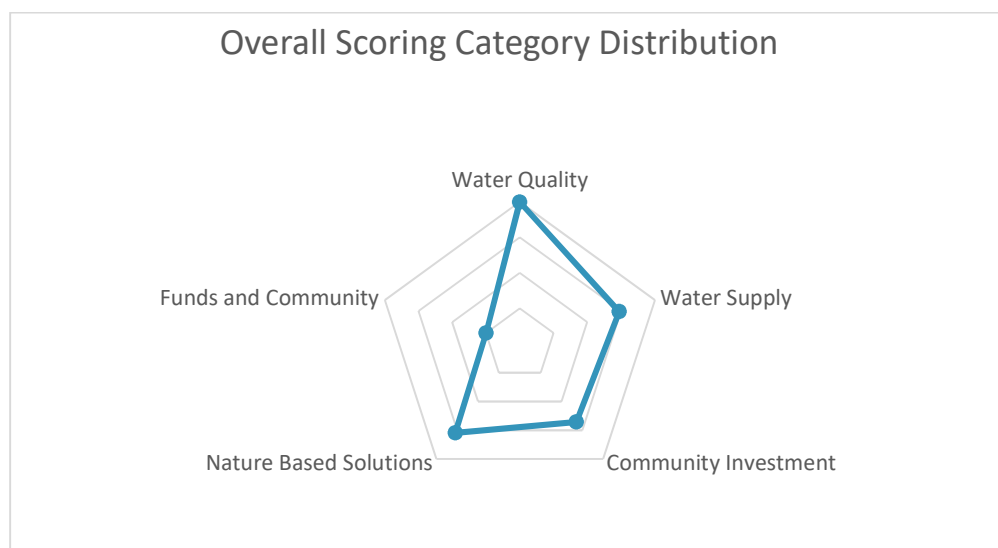 Overall Scoring Category Distribution
Water Quality
Funds and Community
Water Supply
Nature Based Solutions
Community Investment